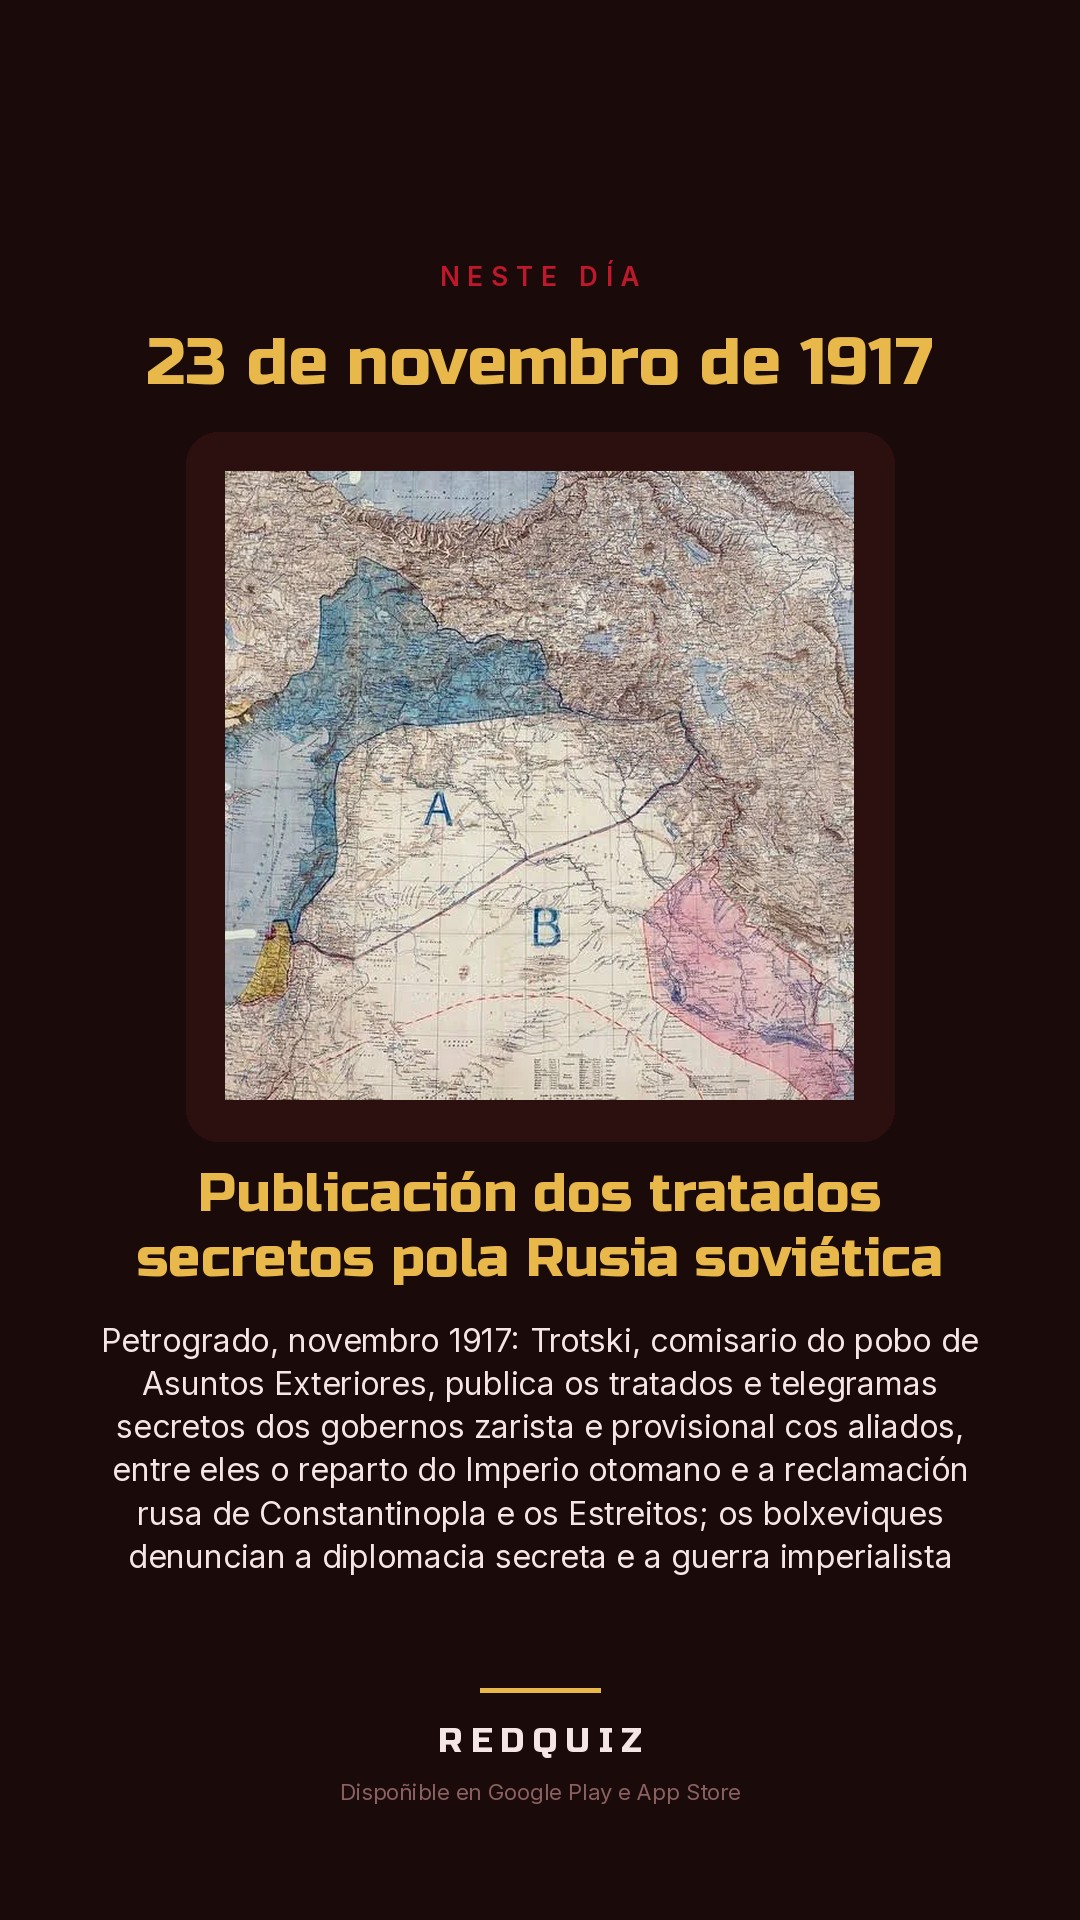 NESTE DÍA
23 de novembro de 1917
A
B
Publicación dos tratados
secretos pola Rusia soviética
Petrogrado, novembro 1917: Trotski, comisario do pobo de
Asuntos Exteriores, publica os tratados e telegramas
secretos dos gobernos zarista e provisional cos aliados,
entre eles o reparto do Imperio otomano e a reclamación
rusa de Constantinopla e os Estreitos; os bolxeviques
denuncian a diplomacia secreta e a guerra imperialista
REDQUIZ
Dispoñible en Google Play e App Store